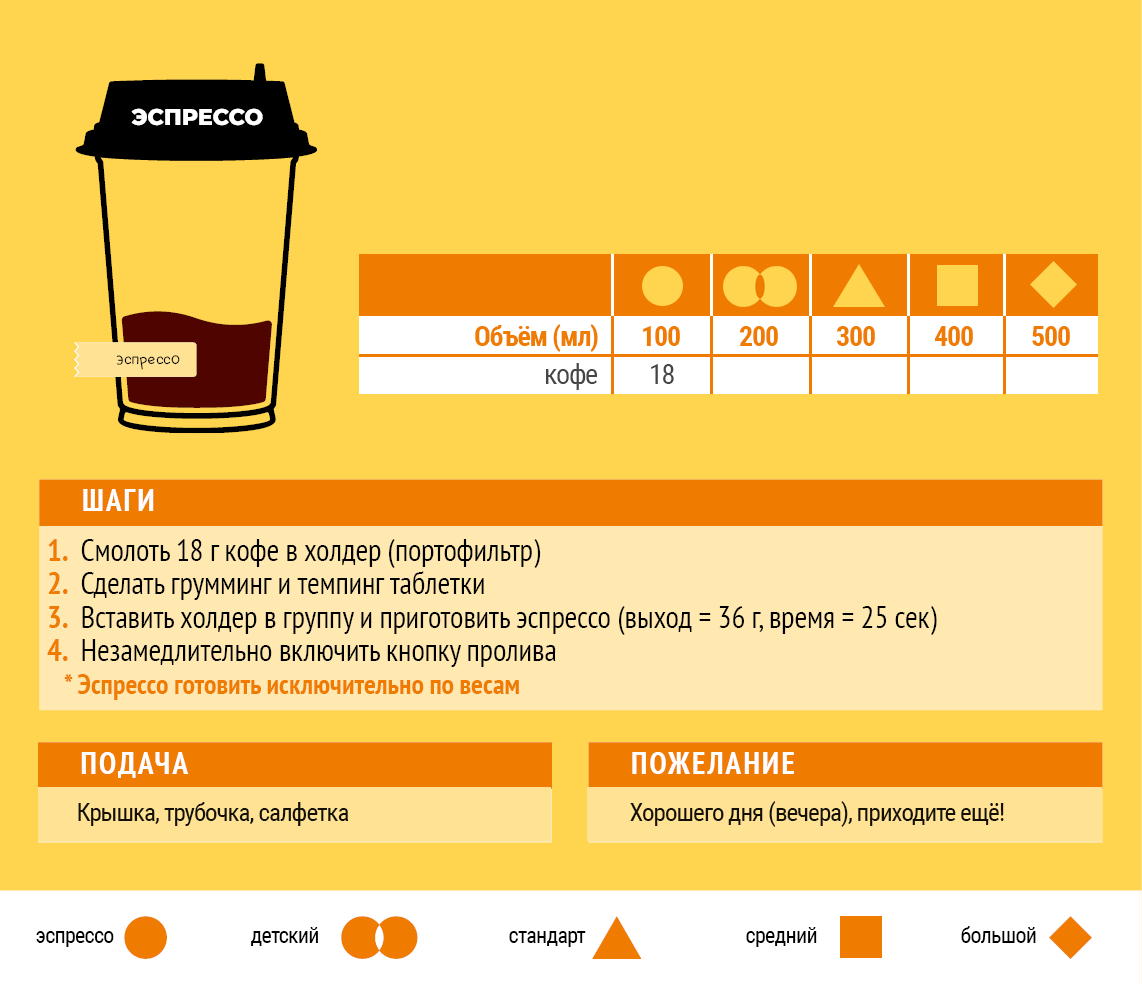 ЭСПРЕССО
эспрессо
Объём (мл) 100 200 300 400 500
кофе 18
ШАГИ
1. Смолоть 18 г кофе в холдер (портофильтр)
2. Сделать грумминг и темпинг таблетки
3. Вставить холдер в группу и приготовить эспрессо (выход = 36 г, время = 25 сек)
4. Незамедлительно включить кнопку пролива
* Эспрессо готовить исключительно по весам
ПОДАЧА
Крышка, трубочка, салфетка
ПОЖЕЛАНИЕ
Хорошего дня (вечера), приходите ещё!
эспрессо детский стандарт средний большой